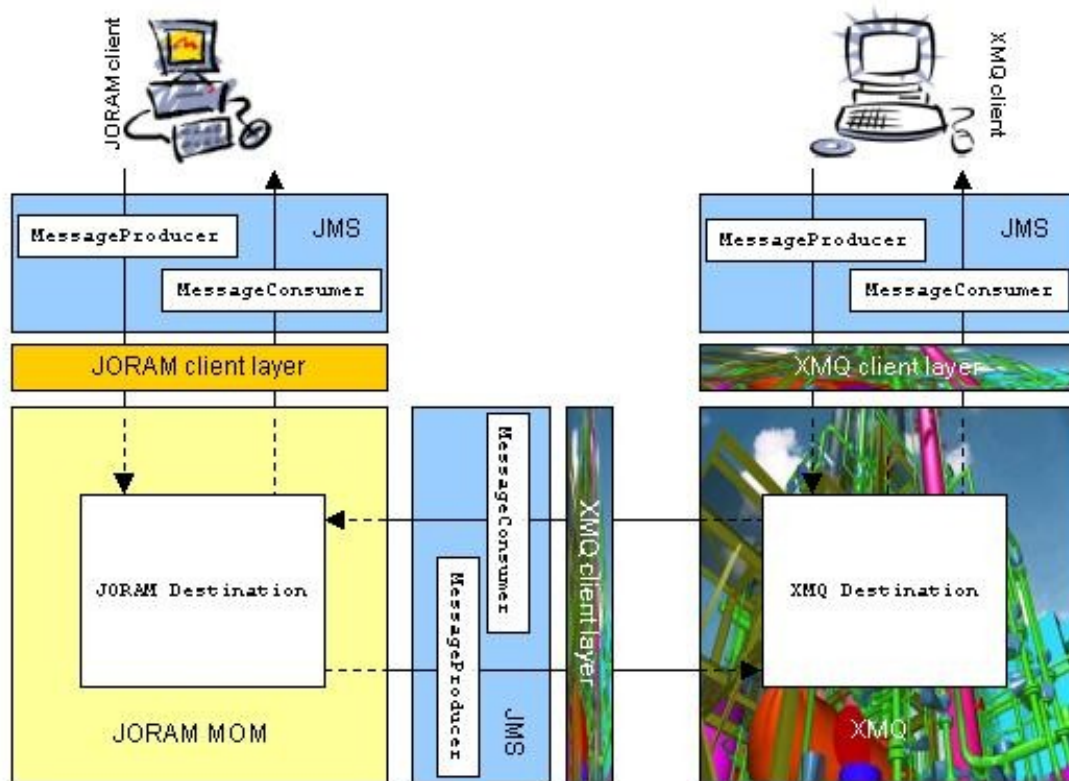 JORAM client
XMQ client
JMS
MessageProducer
MessageConsumer
JMS
MessageProducer
MessageConsumer
JORAM client layer
XMQ client layer
MessageConsumer
MessageProducer
JMS
XMQ client layer
JORAM Destination
XMQ Destination
JORAM MOM
XMQ